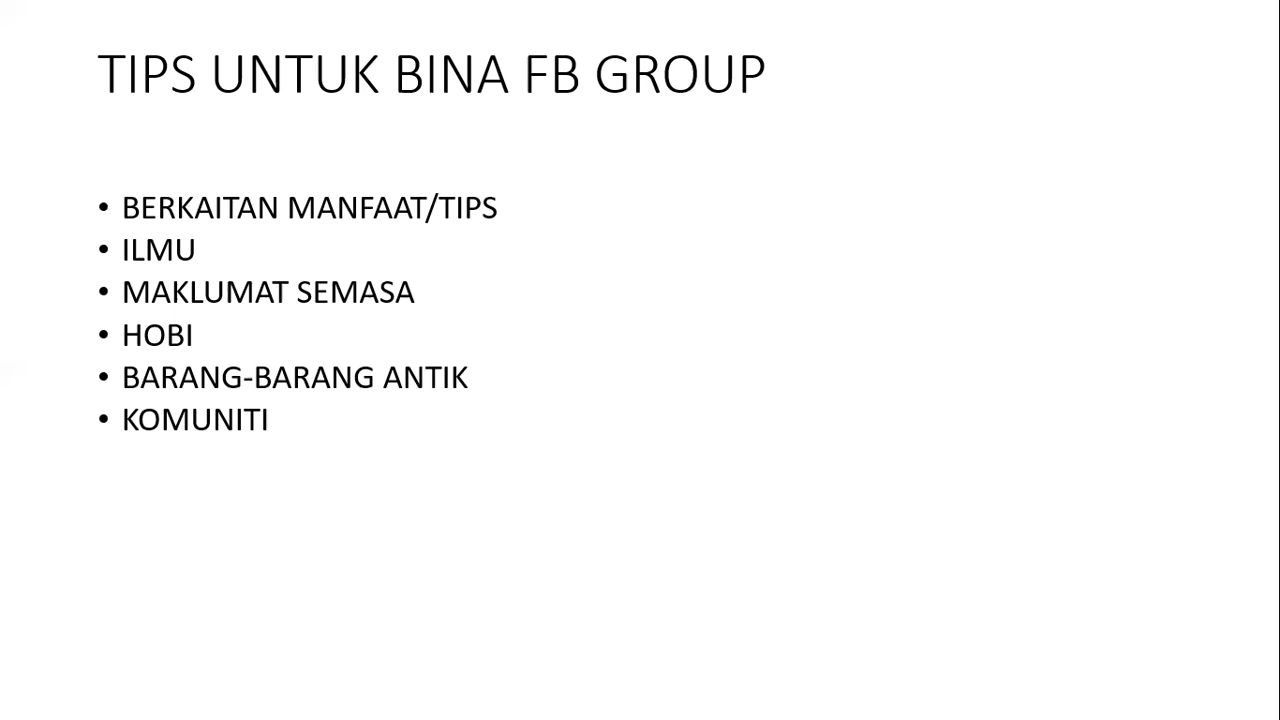 TIPS UNTUK BINA FB GROUP
• BERKAITAN MANFAAT/TIPS
• ILMU
• MAKLUMAT SEMASA
• HOBI
• BARANG-BARANG ANTIK
• KOMUNITI